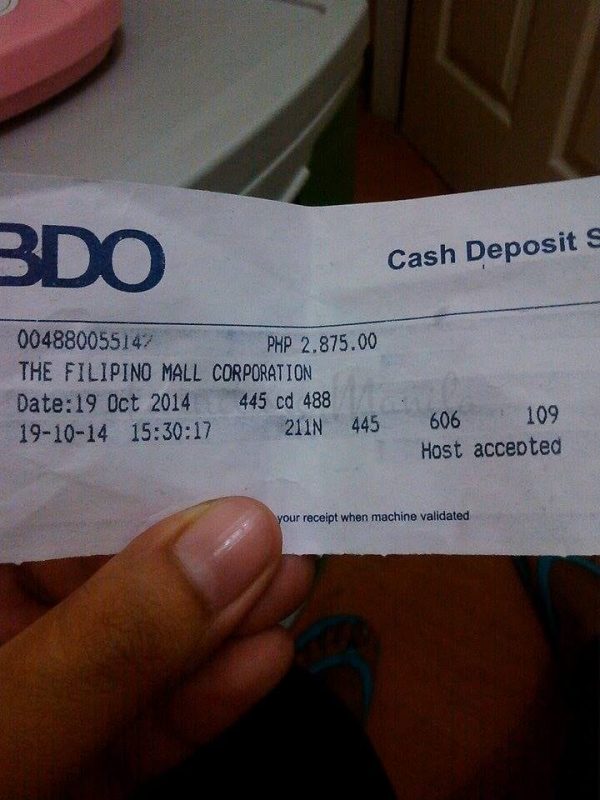 BDO
Cash Deposit S
004880055147 PHP 2,875.00
THE FILIPINO MALL CORPORATION
Date:19 Oct 2014 445 cd 488
19-10-14 15:30:17 211N 445 606 109
Host accepted
your receipt when machine validated